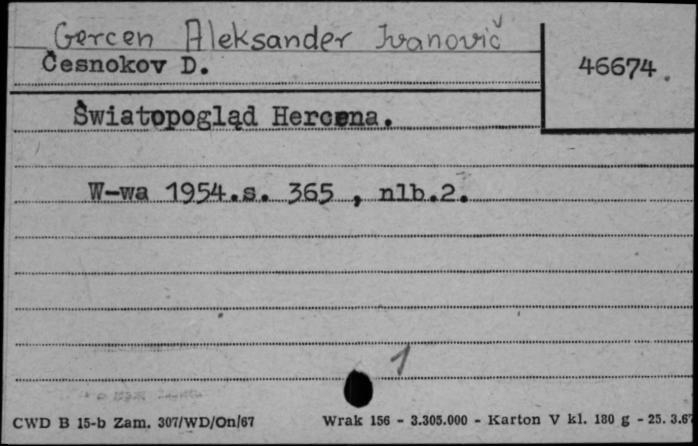 Gercen Aleksander Ivanovič
Česnokov D.
46674.
Światopogląd Hercena.
W-wa 1954.s. 365 , nlb.2.
1
CWD B 15-b Zam. 307/WD/On/67
Wrak 156 - 3.305.000 - Karton V kl. 180 g - 25.3.67